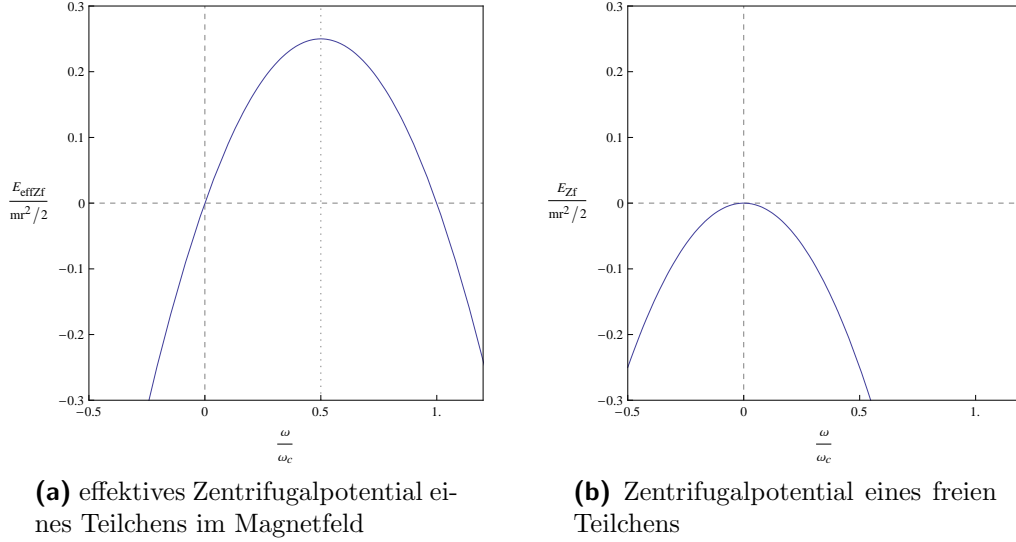 0.3
0.2
0.1
0
−0.1
−0.2
−0.3
−0.5
0
0.5
1.
E_effZf
mr²/2
ω
ω_c
0.3
0.2
0.1
0
−0.1
−0.2
−0.3
−0.5
0
0.5
1.
E_Zf
mr²/2
ω
ω_c
(a) effektives Zentrifugalpotential ei-
nes Teilchens im Magnetfeld
(b) Zentrifugalpotential eines freien
Teilchens